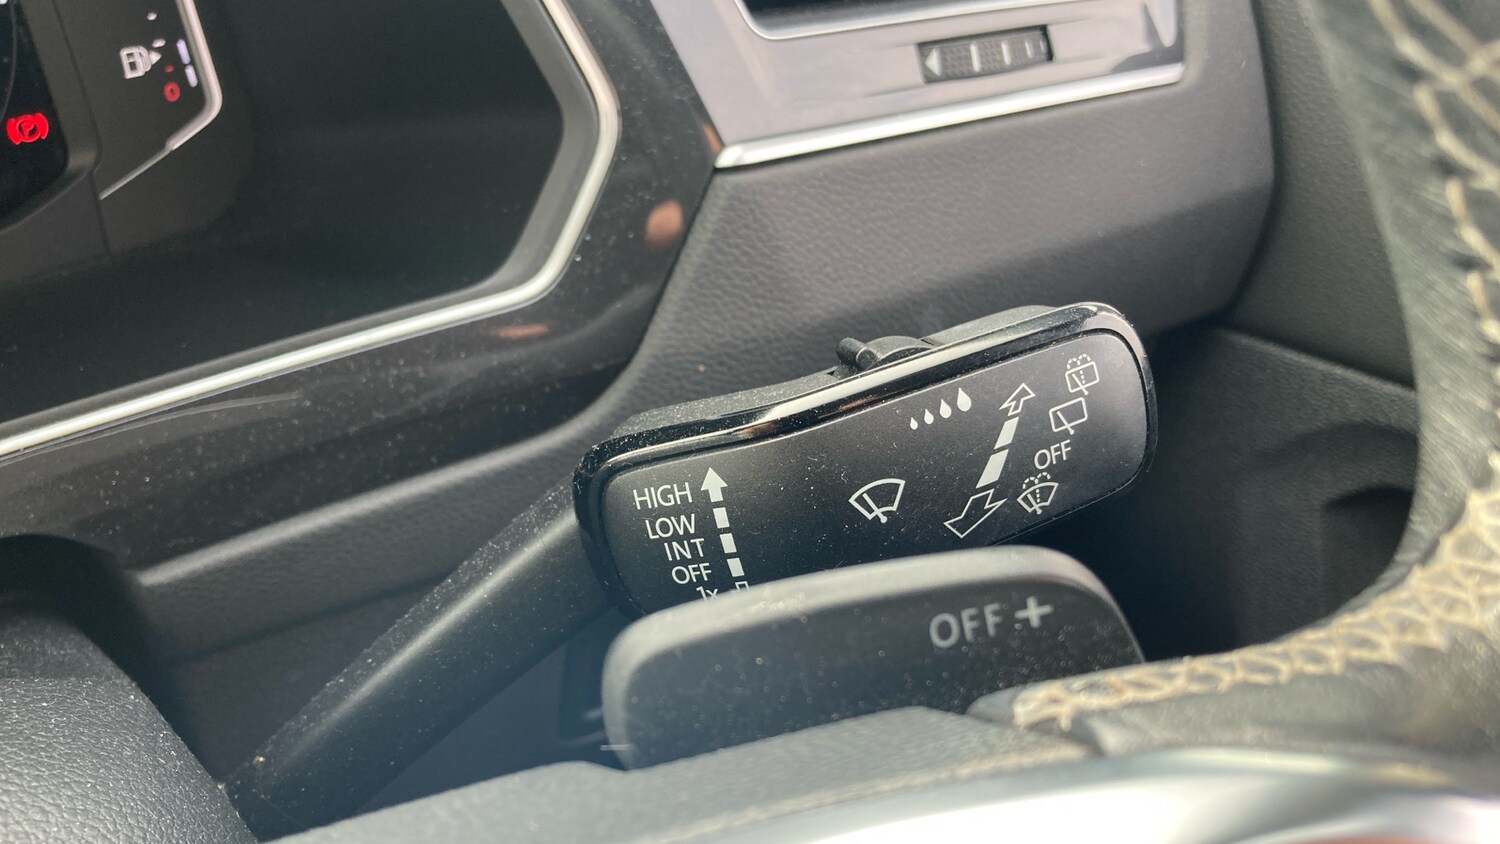 HIGH
LOW
INT
OFF
1x
OFF
OFF +